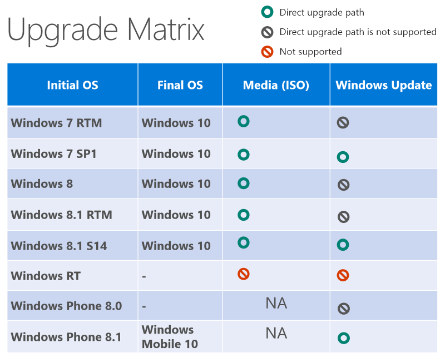 Upgrade Matrix
Direct upgrade path
Direct upgrade path is not supported
Not supported
Initial OS Final OS Media (ISO) Windows Update
Windows 7 RTM Windows 10
Windows 7 SP1 Windows 10
Windows 8 Windows 10
Windows 8.1 RTM Windows 10
Windows 8.1 S14 Windows 10
Windows RT -
Windows Phone 8.0 - NA
Windows Phone 8.1 Windows Mobile 10 NA